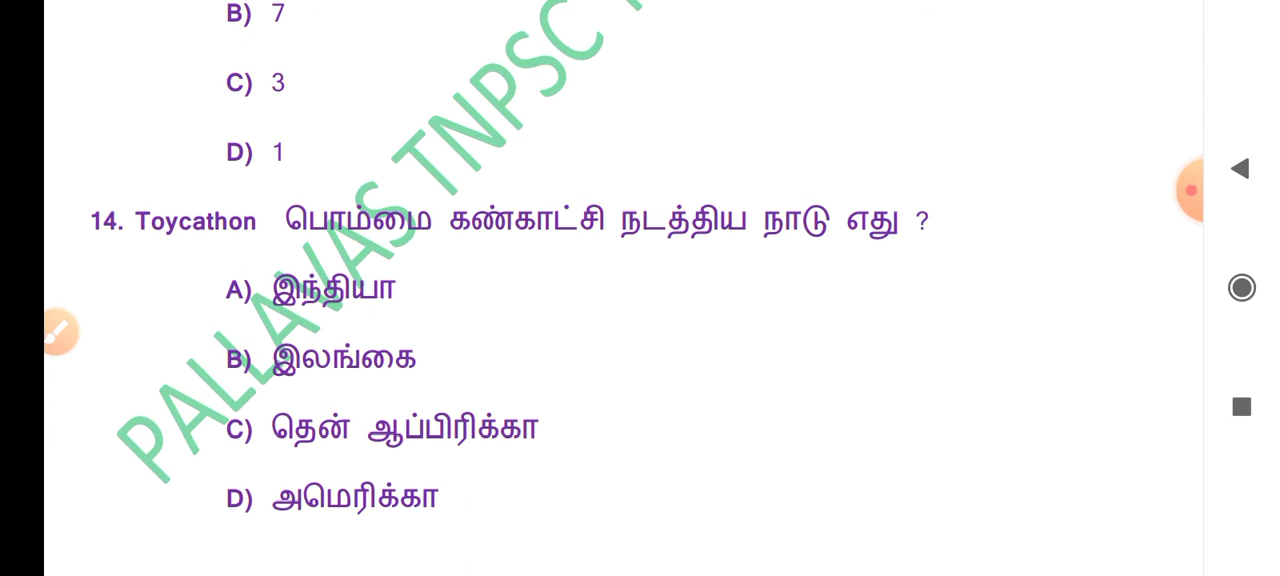 B) 7
C) 3
D) 1
14. Toycathon பொம்மை கண்காட்சி நடத்திய நாடு எது ?
A) இந்தியா
B) இலங்கை
C) தென் ஆப்பிரிக்கா
D) அமெரிக்கா
PALLAVAS TNPSC